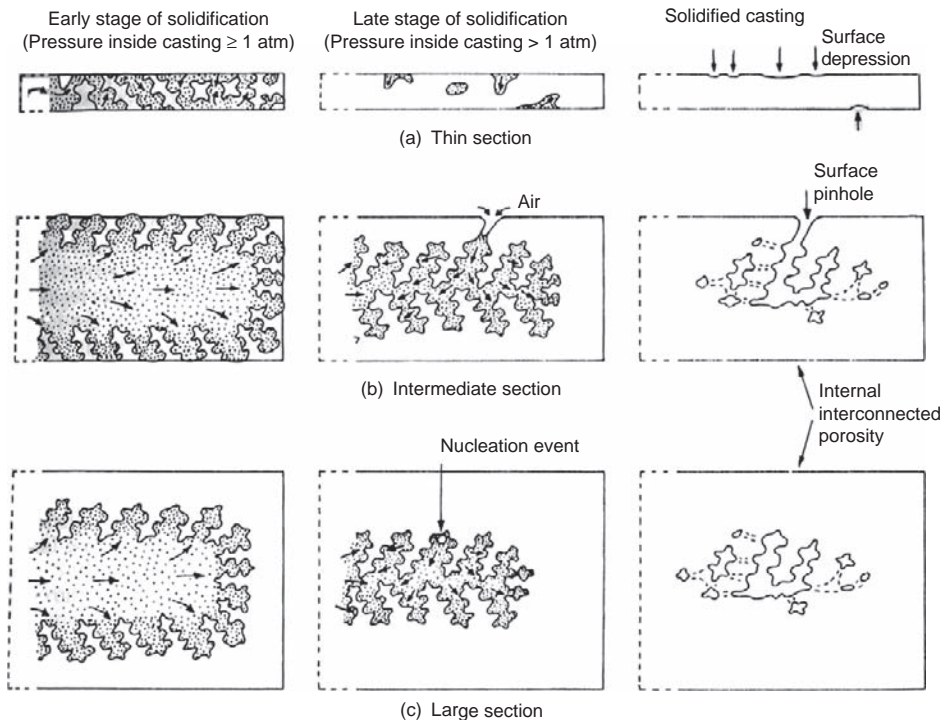 Early stage of solidification
(Pressure inside casting ≥ 1 atm)
Late stage of solidification
(Pressure inside casting > 1 atm)
Solidified casting
Surface
depression
(a) Thin section
Air
Surface
pinhole
7
(b) Intermediate section
Internal
interconnected
porosity
Nucleation event
(c) Large section